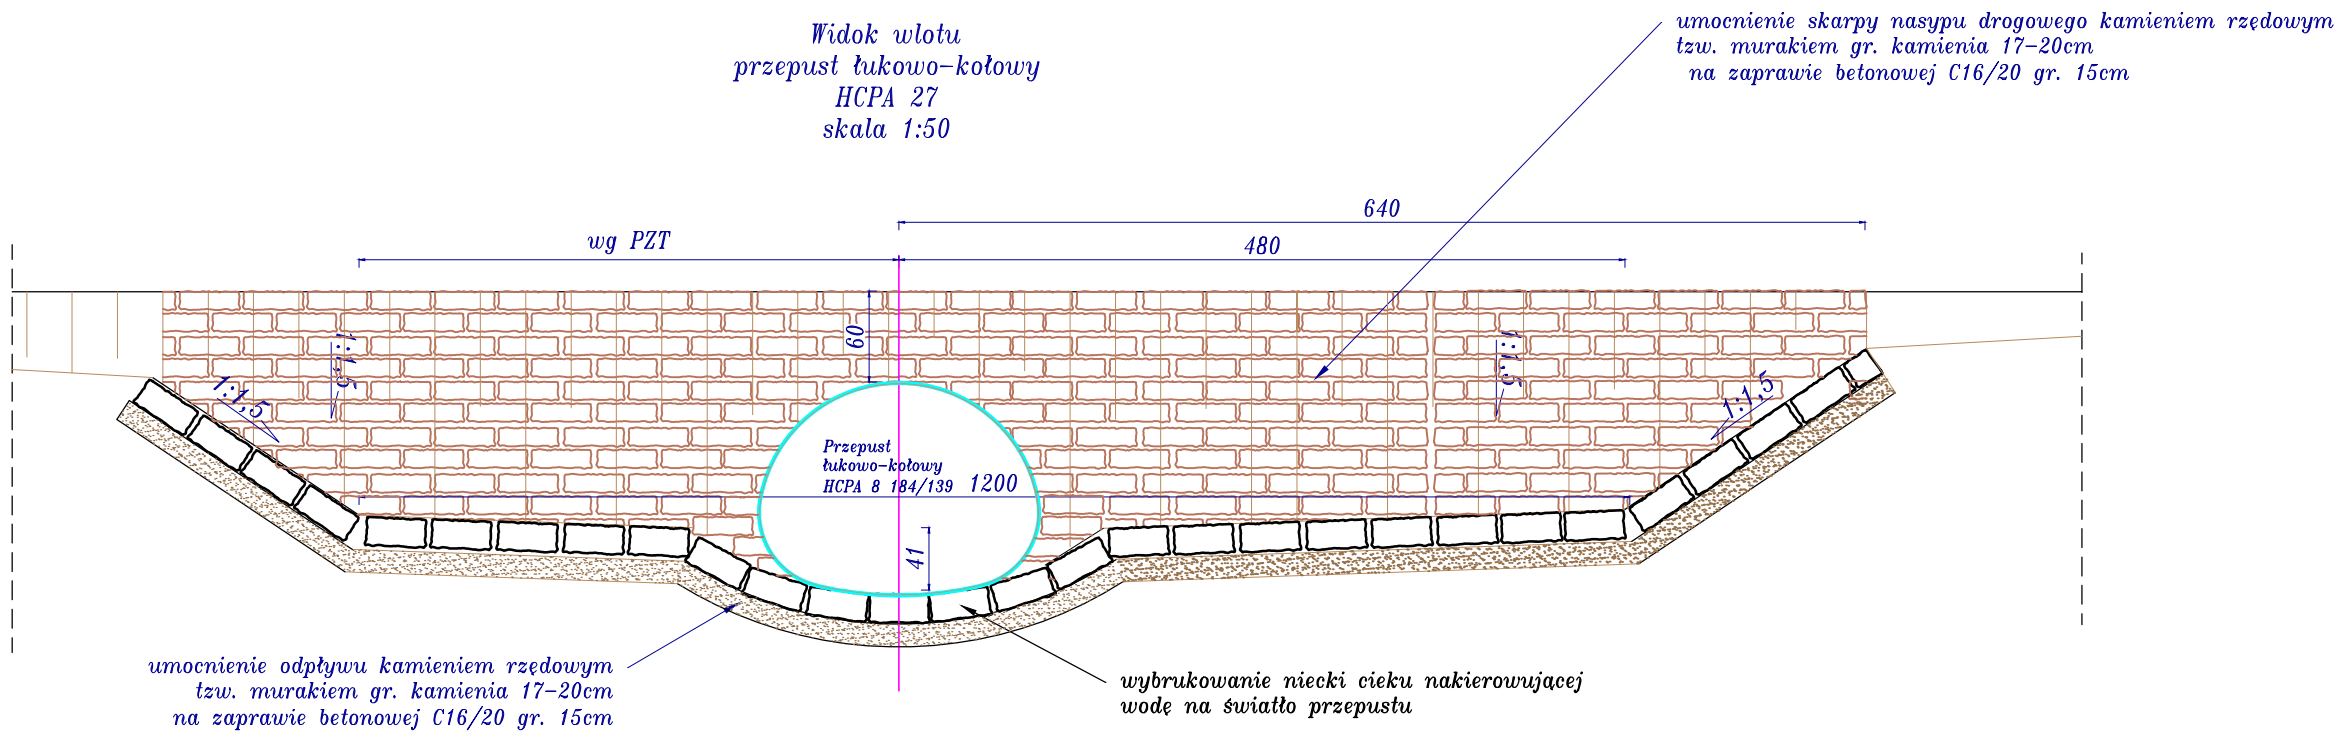 Widok wlotu
przepust łukowo-kołowy
HCPA 27
skala 1:50
umocnienie skarpy nasypu drogowego kamieniem rzędowym
tzw. murakiem gr. kamienia 17-20cm
na zaprawie betonowej C16/20 gr. 15cm
640
wg PZT
480
60
1:1,5
1:1,5
1:1,5
1:1,5
Przepust
łukowo-kołowy
HCPA 8 184/139
1200
41
umocnienie odpływu kamieniem rzędowym
tzw. murakiem gr. kamienia 17-20cm
na zaprawie betonowej C16/20 gr. 15cm
wybrukowanie niecki cieku nakierowującej
wodę na światło przepustu